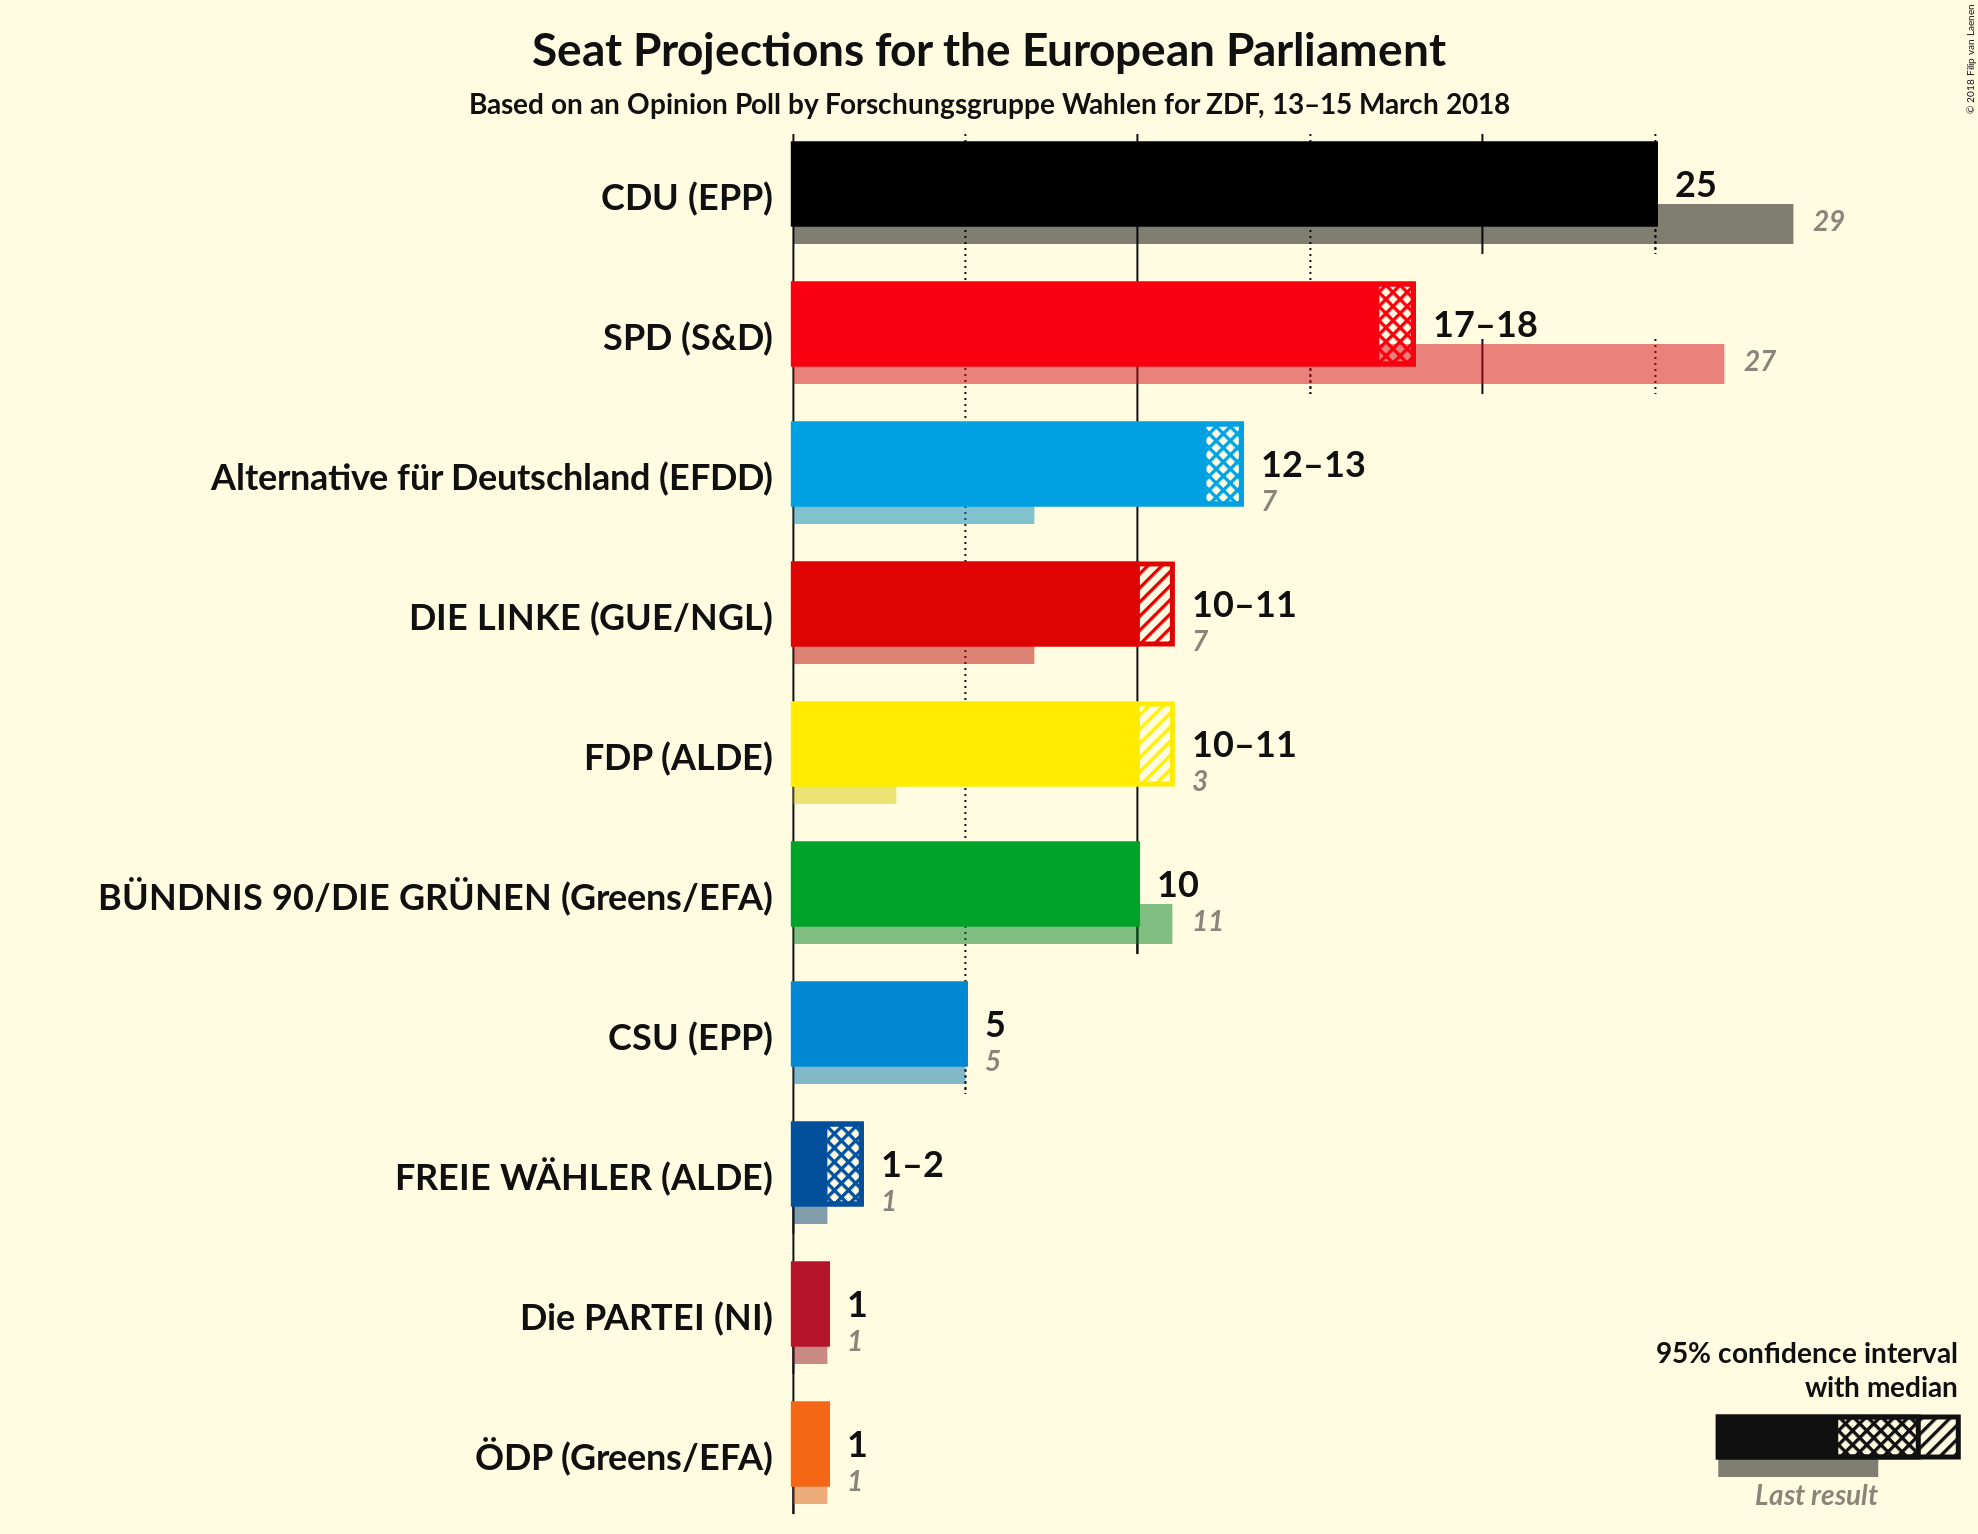 Seat Projections for the European Parliament
Based on an Opinion Poll by Forschungsgruppe Wahlen for ZDF, 13–15 March 2018
© 2018 Filip van Laenen
CDU (EPP)
25
29
SPD (S&D)
17–18
27
Alternative für Deutschland (EFDD)
12–13
7
DIE LINKE (GUE/NGL)
10–11
7
FDP (ALDE)
10–11
3
BÜNDNIS 90/DIE GRÜNEN (Greens/EFA)
10
11
CSU (EPP)
5
5
FREIE WÄHLER (ALDE)
1–2
1
Die PARTEI (NI)
1
1
ÖDP (Greens/EFA)
1
1
95% confidence interval
with median
Last result